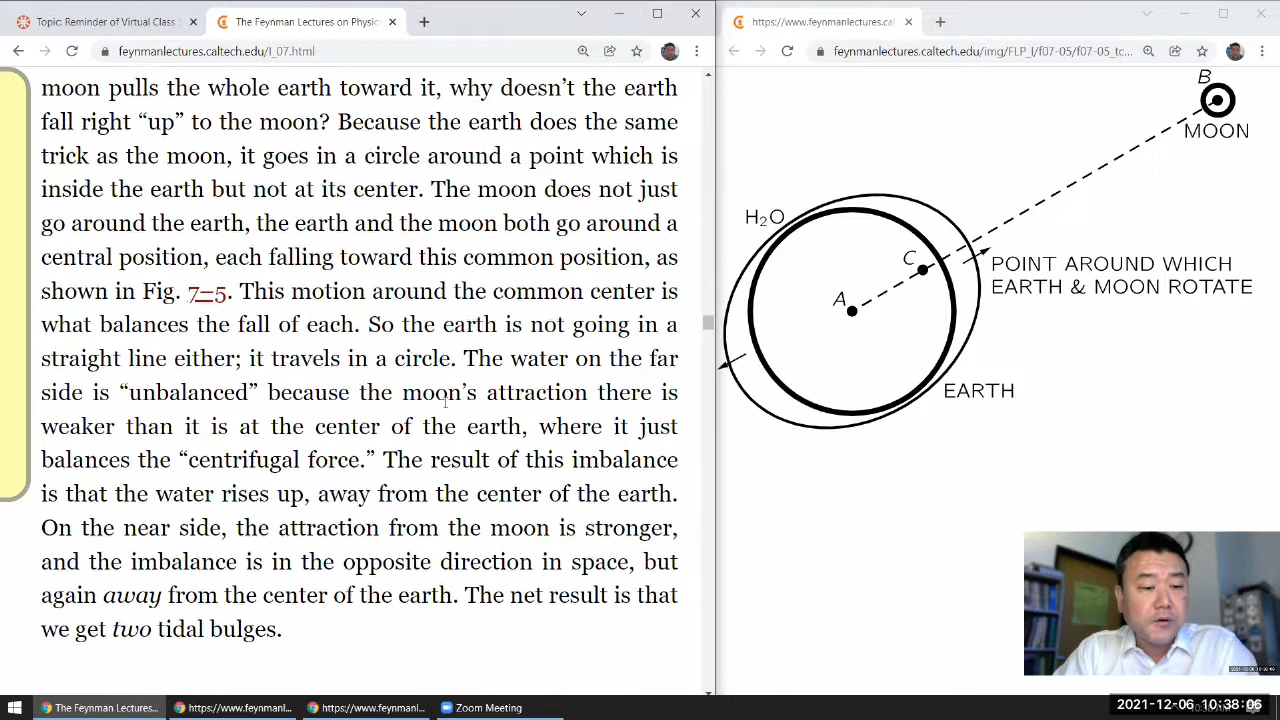 Topic: Reminder of Virtual Class S
The Feynman Lectures on Physic
feynmanlectures.caltech.edu/I_07.html
moon pulls the whole earth toward it, why doesn’t the earth
fall right “up” to the moon? Because the earth does the same
trick as the moon, it goes in a circle around a point which is
inside the earth but not at its center. The moon does not just
go around the earth, the earth and the moon both go around a
central position, each falling toward this common position, as
shown in Fig. 7–5. This motion around the common center is
what balances the fall of each. So the earth is not going in a
straight line either; it travels in a circle. The water on the far
side is “unbalanced” because the moon’s attraction there is
weaker than it is at the center of the earth, where it just
balances the “centrifugal force.” The result of this imbalance
is that the water rises up, away from the center of the earth.
On the near side, the attraction from the moon is stronger,
and the imbalance is in the opposite direction in space, but
again away from the center of the earth. The net result is that
we get two tidal bulges.
https://www.feynmanlectures.ca
feynmanlectures.caltech.edu/img/FLP_I/f07-05/f07-05_tc...
B
MOON
H₂O
C
A
POINT AROUND WHICH
EARTH & MOON ROTATE
EARTH
The Feynman Lectures...
https://www.feynmanl...
https://www.feynmanl...
Zoom Meeting
2021-12-06 10:38:06